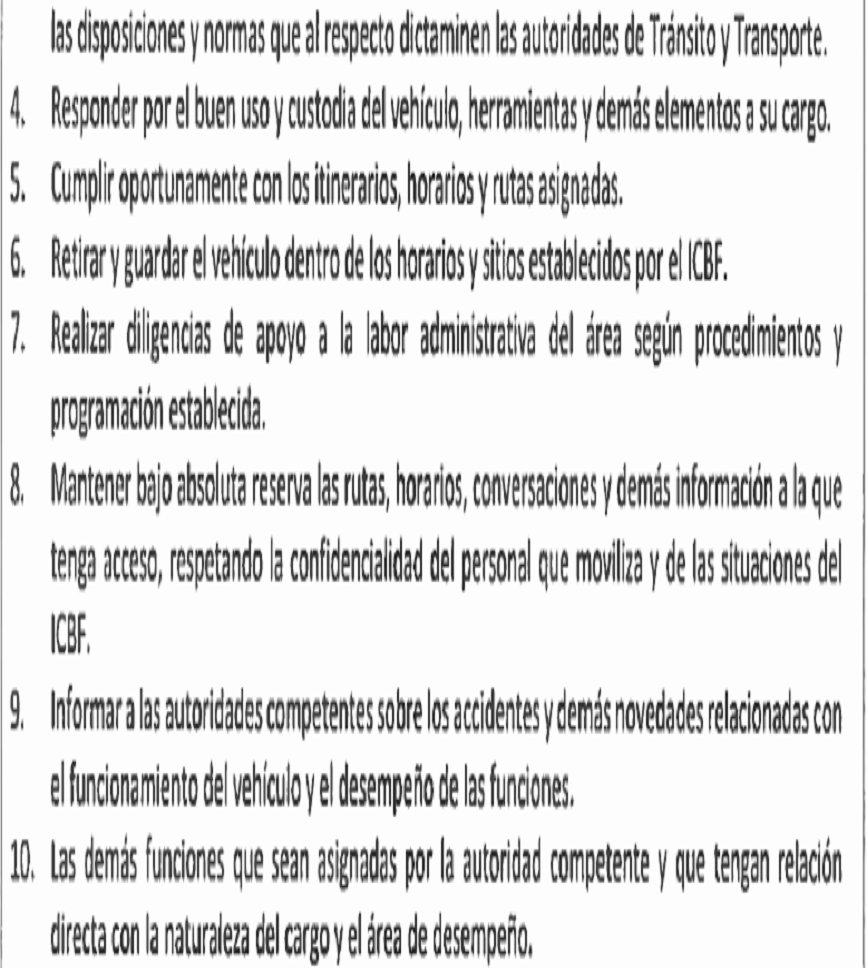 las disposiciones y normas que al respecto dictaminen las autoridades de Tránsito y Transporte.
4. Responder por el buen uso y custodia del vehículo, herramientas y demás elementos a su cargo.
5. Cumplir oportunamente con los itinerarios, horarios y rutas asignadas.
6. Retirar y guardar el vehículo dentro de los horarios y sitios establecidos por el ICBF.
7. Realizar diligencias de apoyo a la labor administrativa del área según procedimientos y
programación establecida.
8. Mantener bajo absoluta reserva las rutas, horarios, conversaciones y demás información a la que
tenga acceso, respetando la confidencialidad del personal que moviliza y de las situaciones del
ICBF.
9. Informar a las autoridades competentes sobre los accidentes y demás novedades relacionadas con
el funcionamiento del vehículo y el desempeño de las funciones.
10. Las demás funciones que sean asignadas por la autoridad competente y que tengan relación
directa con la naturaleza del cargo y el área de desempeño.